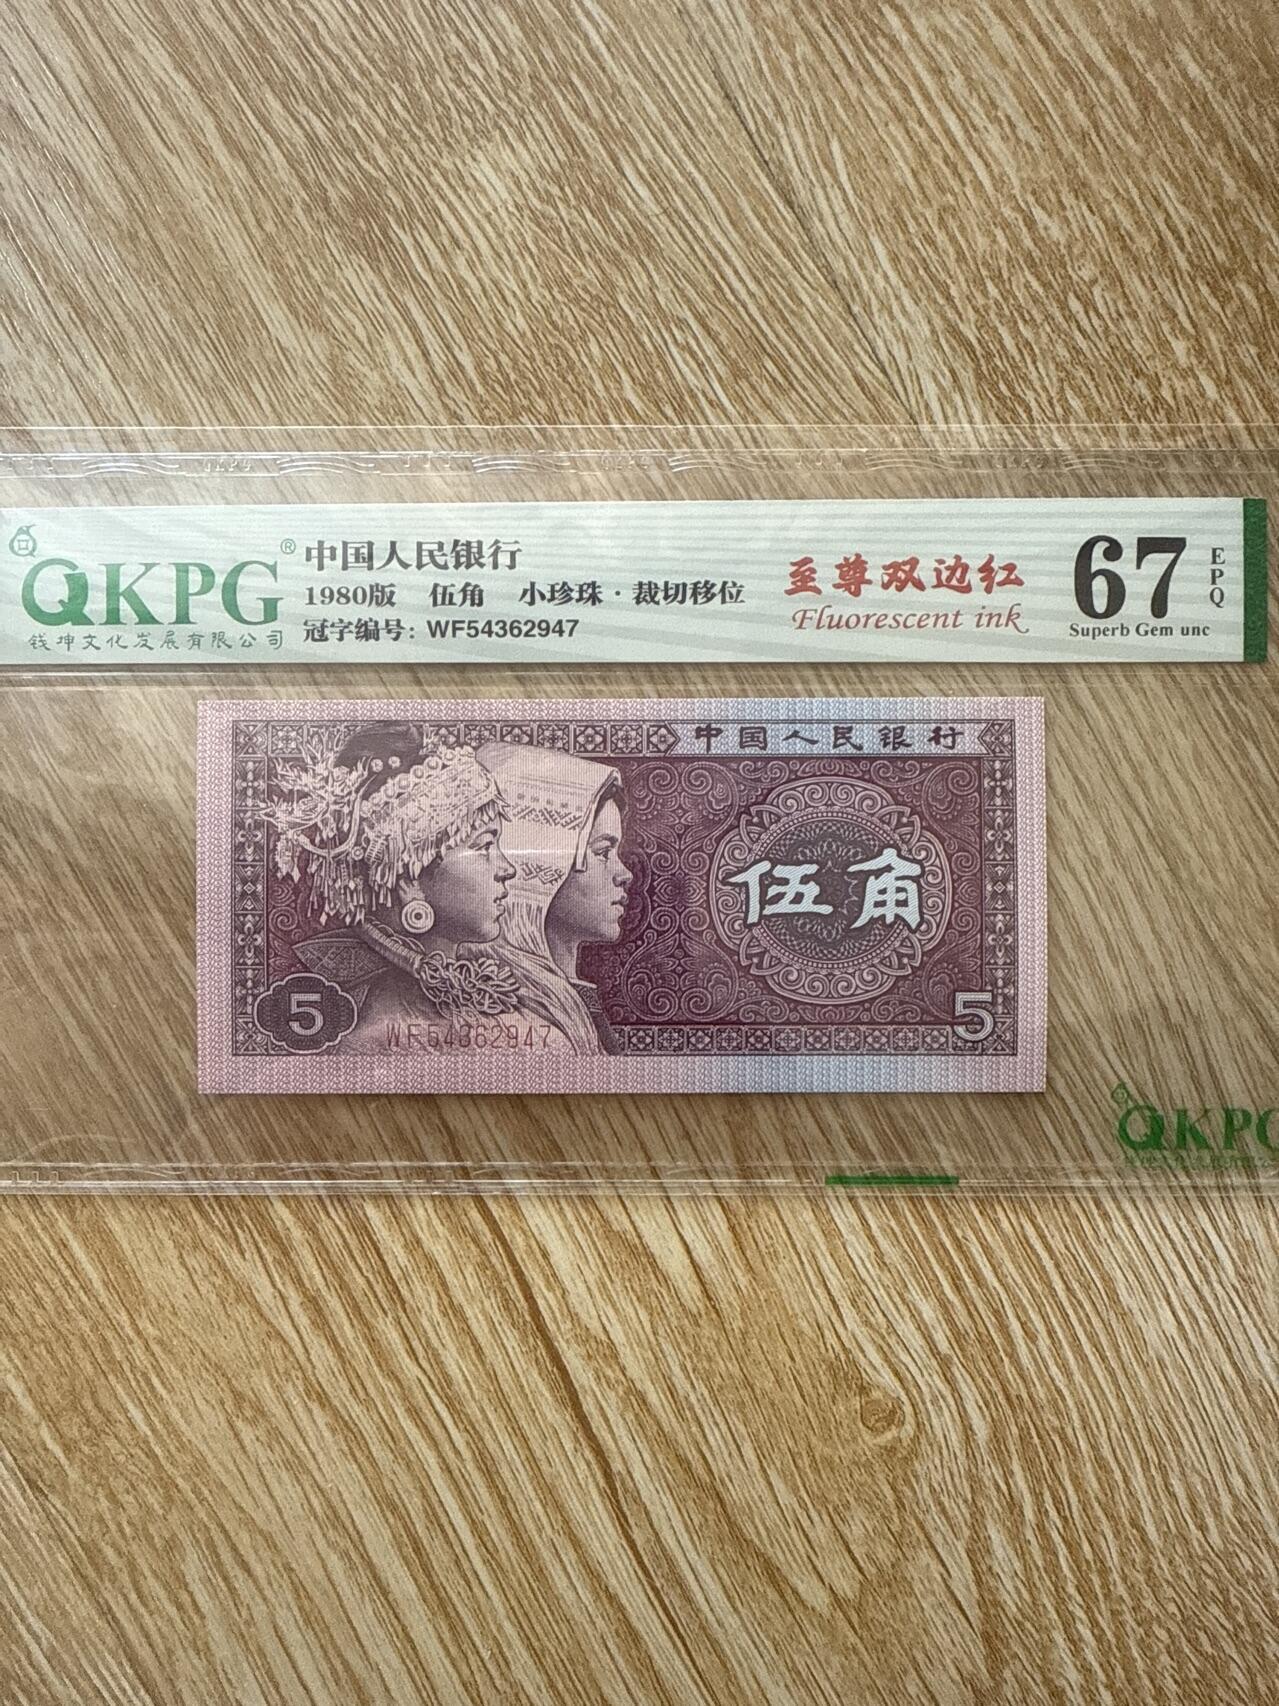 QKPG®
钱坤文化发展有限公司
中国人民银行
1980版 伍角 小珍珠·裁切移位
冠字编号: WF54362947
至尊双边红
Fluorescent ink
67
EPQ
Superb Gem unc
中国人民银行
伍角
5
WF54362947
5
QKPG